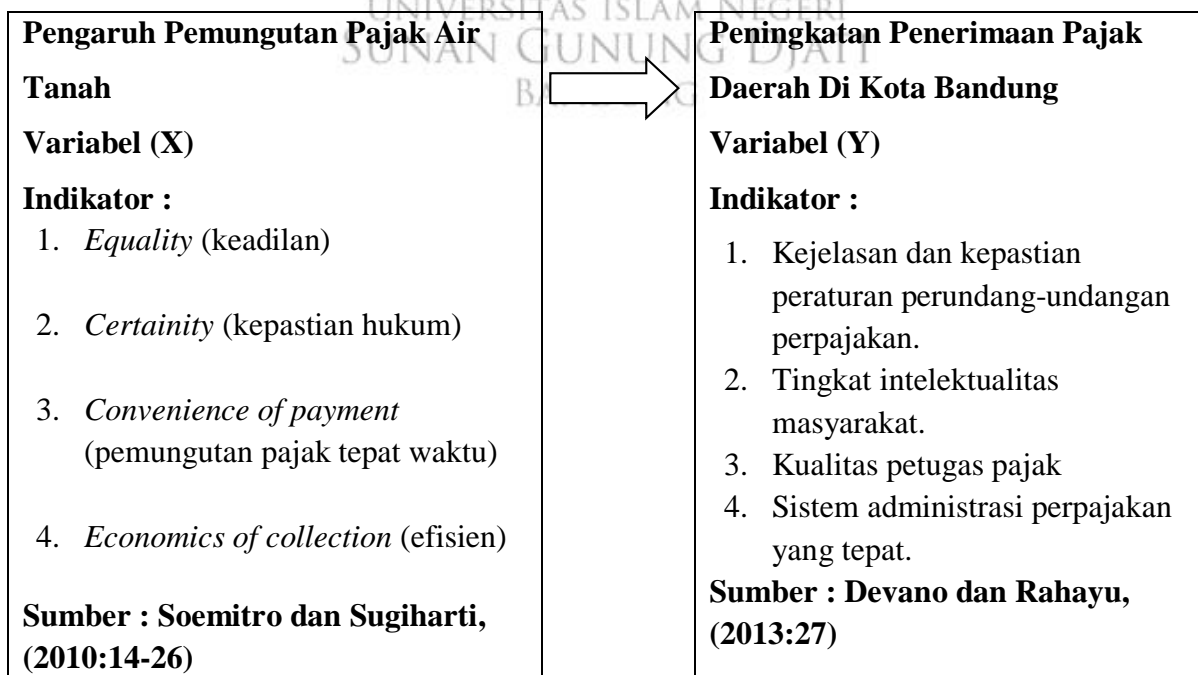 UNIVERSITAS ISLAM NEGERI
SUNAN GUNUNG DJATI
Pengaruh Pemungutan Pajak Air
Tanah
Variabel (X)
Indikator :
1. Equality (keadilan)
2. Certainity (kepastian hukum)
3. Convenience of payment
(pemungutan pajak tepat waktu)
4. Economics of collection (efisien)
Sumber : Soemitro dan Sugiharti,
(2010:14-26)
Peningkatan Penerimaan Pajak
Daerah Di Kota Bandung
Variabel (Y)
Indikator :
1. Kejelasan dan kepastian
peraturan perundang-undangan
perpajakan.
2. Tingkat intelektualitas
masyarakat.
3. Kualitas petugas pajak
4. Sistem administrasi perpajakan
yang tepat.
Sumber : Devano dan Rahayu,
(2013:27)